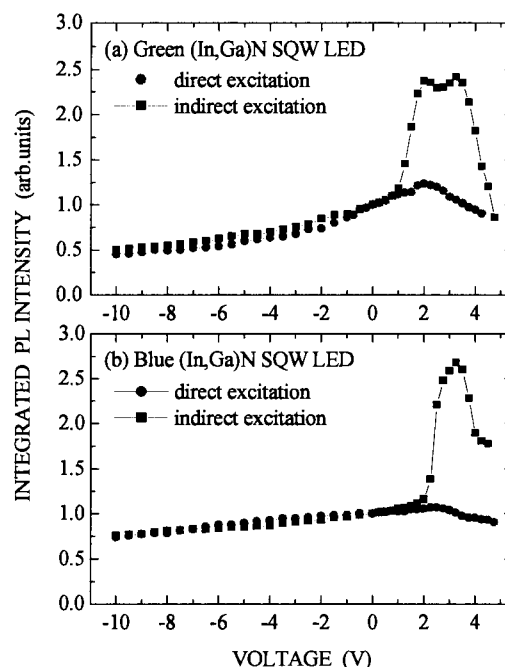 (a) Green (In,Ga)N SQW LED
direct excitation
indirect excitation
3.0
2.5
2.0
1.5
1.0
0.5
0.0
-10 -8 -6 -4 -2 0 2 4
INTEGRATED PL INTENSITY (arb.units)
(b) Blue (In,Ga)N SQW LED
direct excitation
indirect excitation
3.0
2.5
2.0
1.5
1.0
0.5
0.0
-10 -8 -6 -4 -2 0 2 4
VOLTAGE (V)